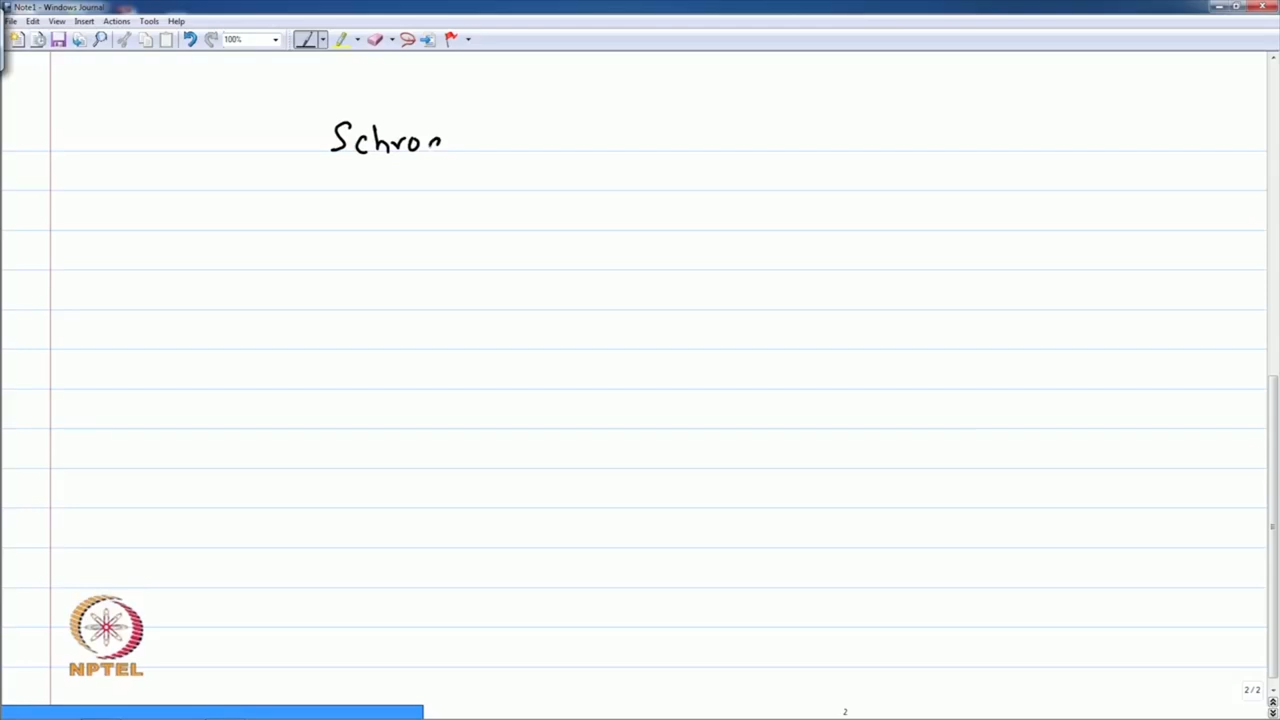 Note1 - Windows Journal
File Edit View Insert Actions Tools Help
100%
Schro
NPTEL
2/2
2